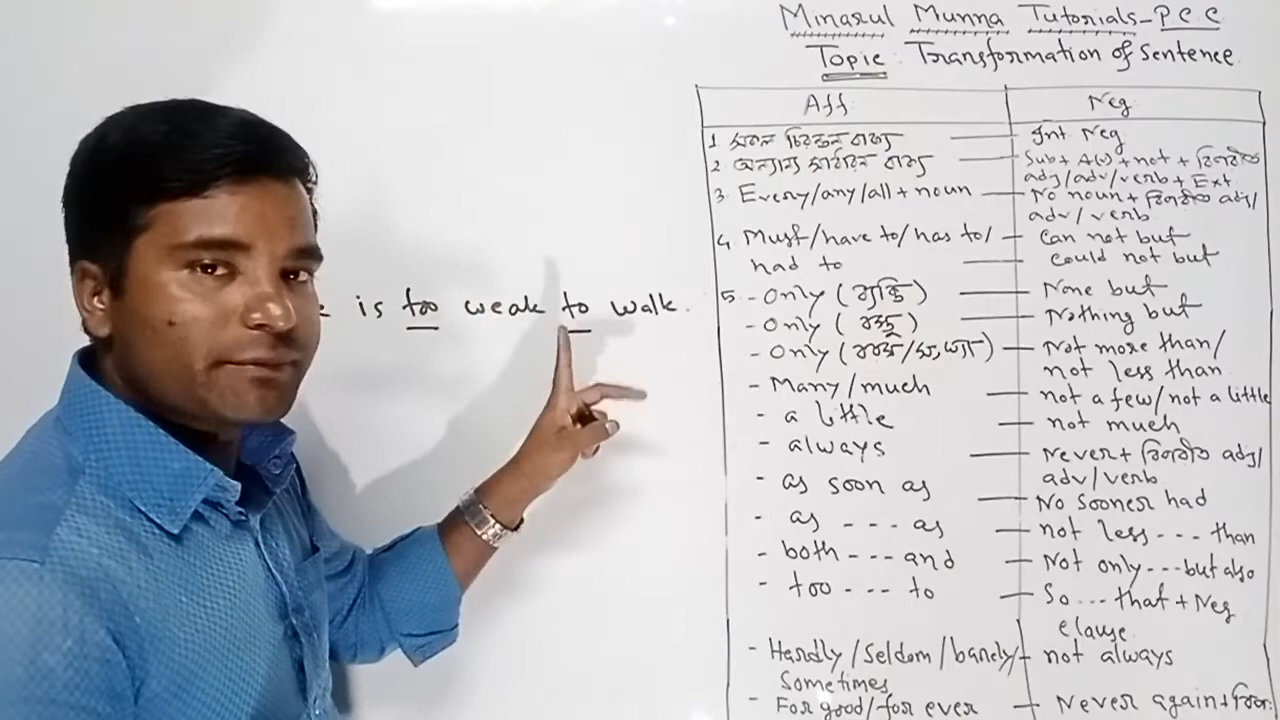 Minarul Munna Tutorials-PCC
Topic: Transformation of Sentence
Aff Neg
1 সকল চিরন্তন বাক্য — Int Neg
2 অন্যান্য সাধারন বাক্য — Sub + A(v) + not + বিপরীত
adj/adv/verb + Ext
3 Every/any/all + noun — No noun + বিপরীত adj/
adv/verb
4 Must/have to/has to/ — Can not but
had to — could not but
5 - Only (ব্যক্তি) — None but
- Only (বস্তু) — Nothing but
- Only (বয়স/সংখ্যা) — Not more than/
not less than
- Many/much — not a few/not a little
- a little — not much
- always — Never + বিপরীত adj/
adv/verb
- as soon as — No sooner had
- as --- as — not less --- than
- both --- and — Not only --- but also
- too --- to — So... that + Neg
clause
- Hardly/seldom/barely/ — not always
Sometimes
- For good/for ever — Never again +
is too weak to walk.